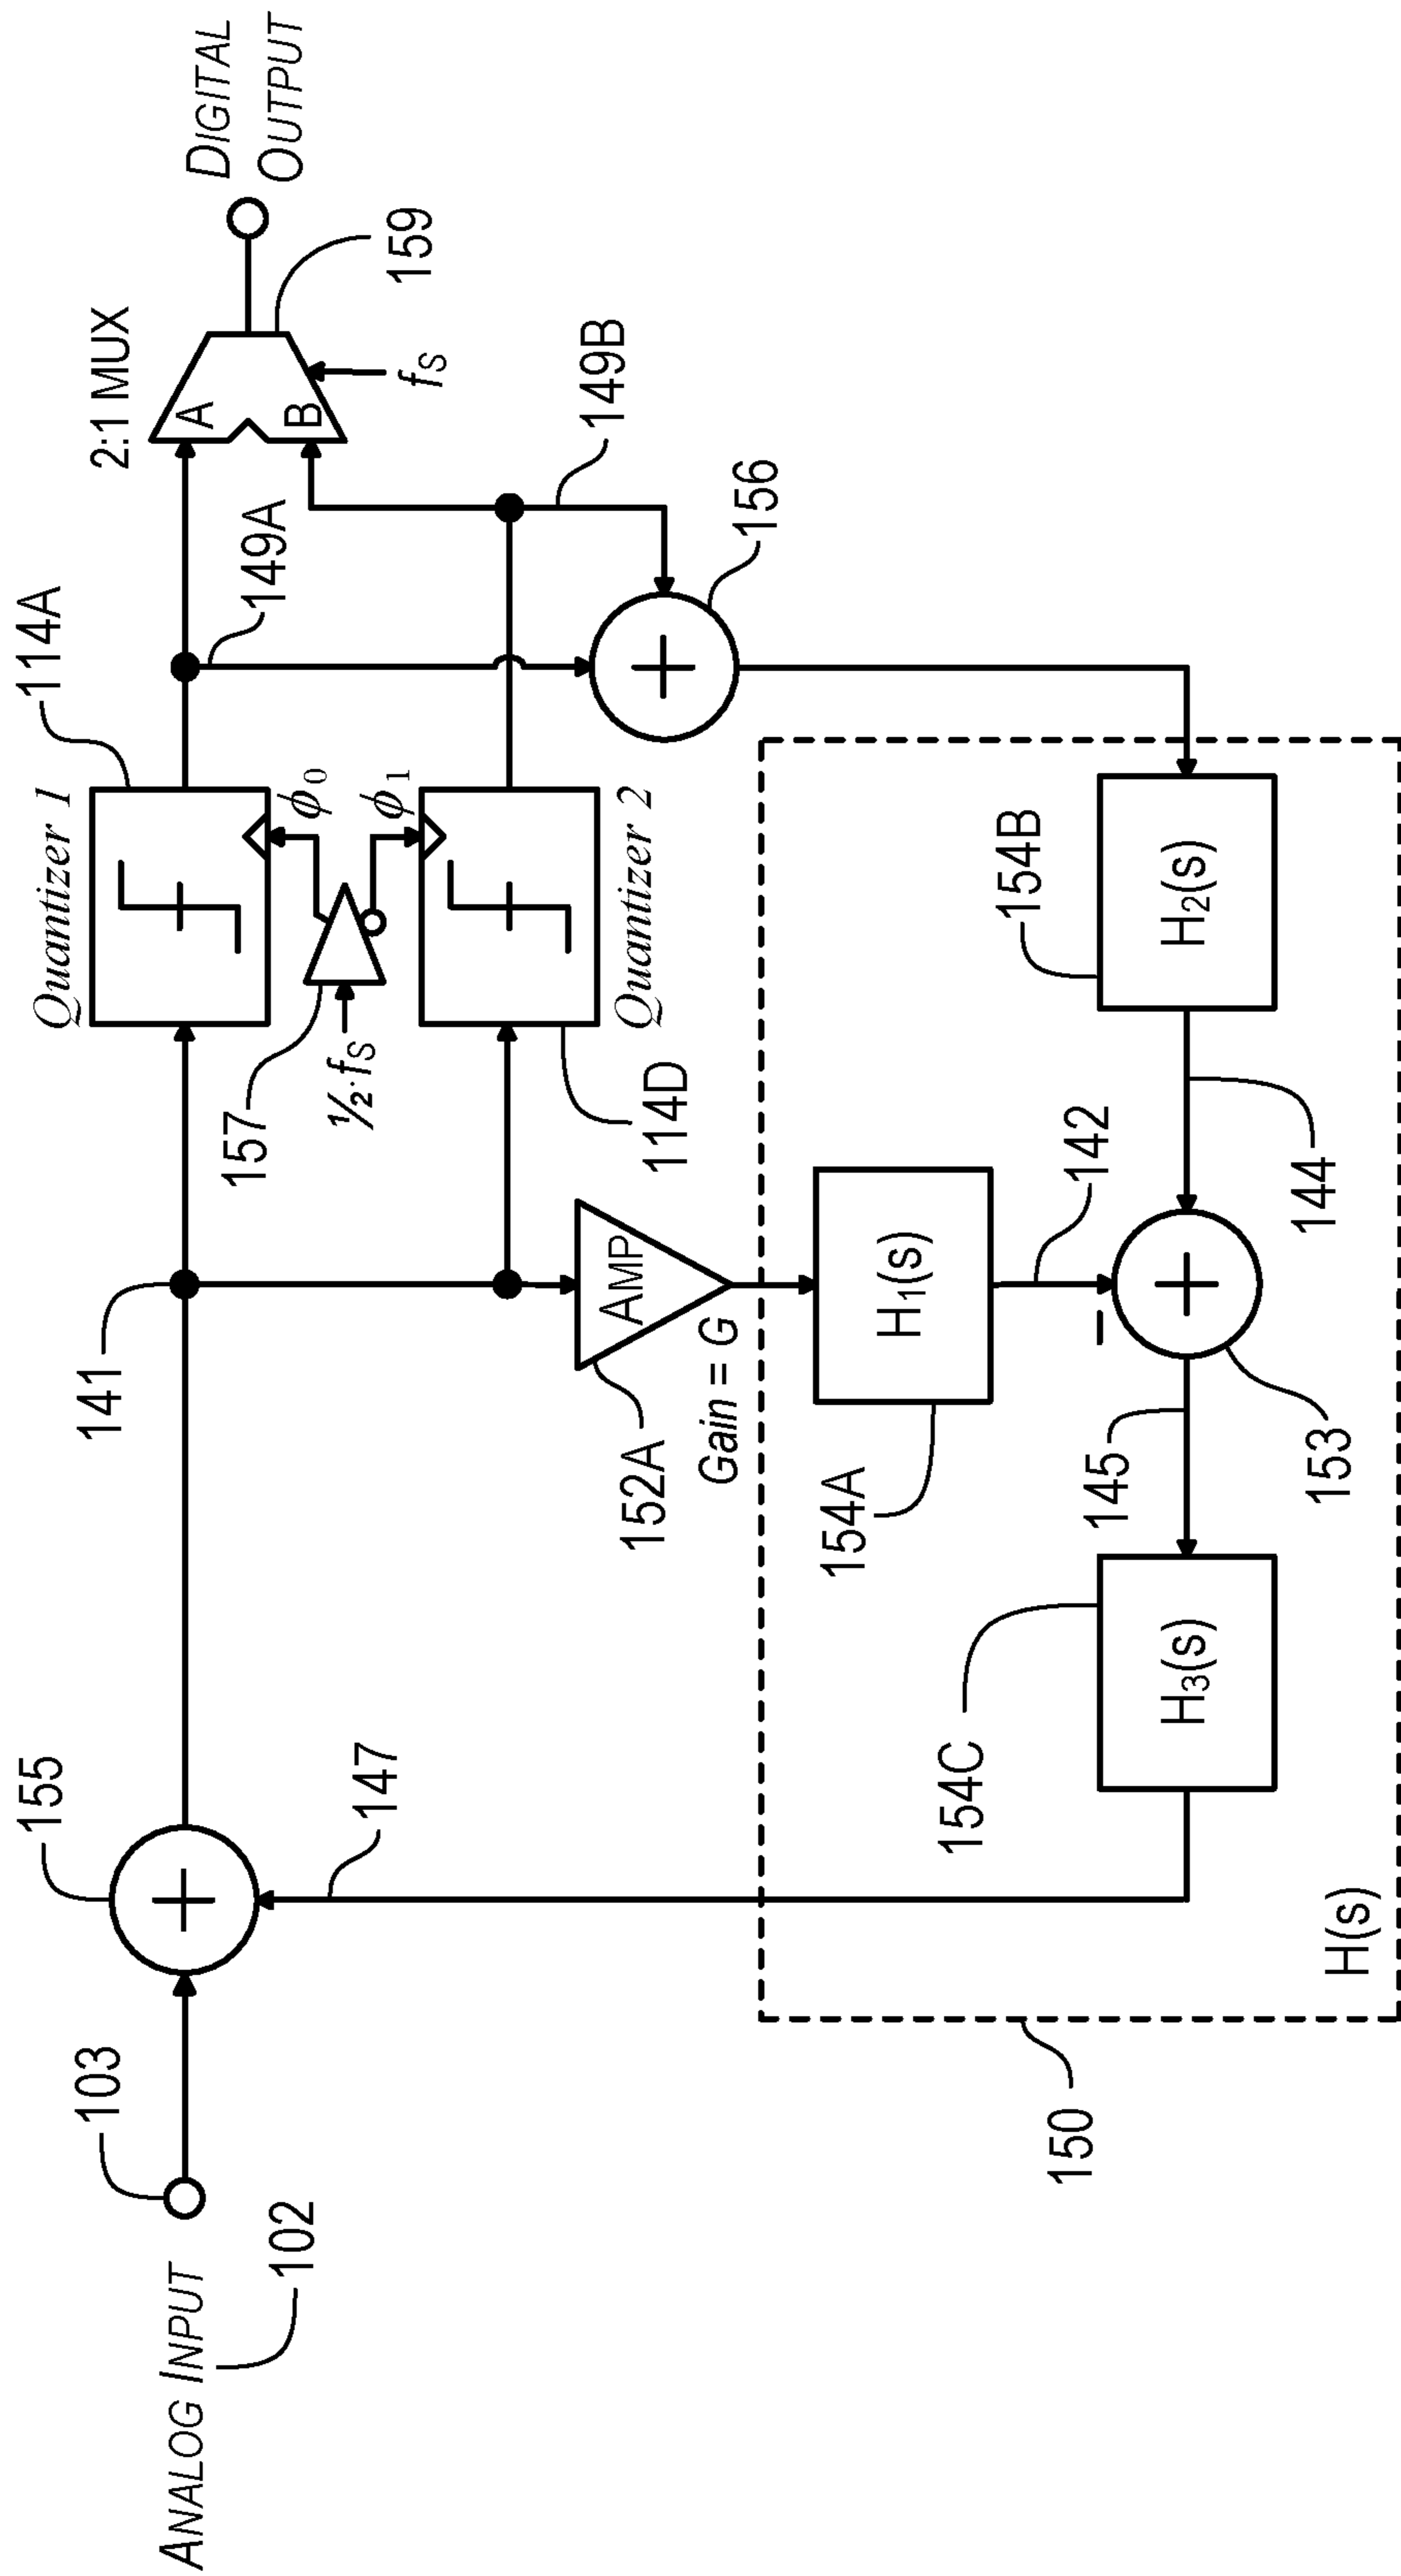 ANALOG INPUT
102
103
155
141
147
Quantizer 1
114A
ϕ0
ϕ1
157
½·fS
Quantizer 2
114D
149A
2:1 MUX
A
B
159
fS
DIGITAL
OUTPUT
149B
156
AMP
152A
Gain = G
H1(s)
154A
142
H2(s)
154B
144
153
145
H3(s)
154C
H(s)
150